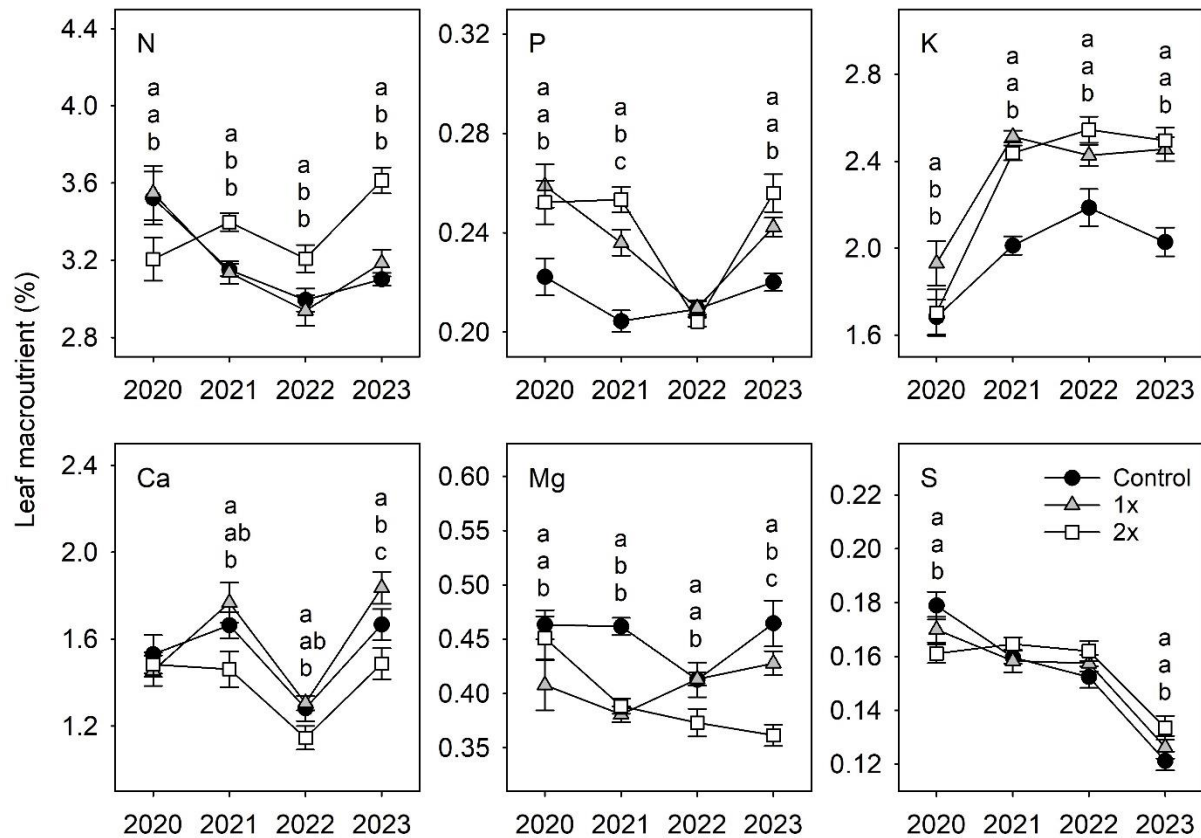 Leaf macroutrient (%)
N
4.4
4.0
3.6
3.2
2.8
a
a
b
a
b
b
a
b
b
a
b
b
2020 2021 2022 2023
P
0.32
0.28
0.24
0.20
a
a
b
a
b
c
a
a
b
2020 2021 2022 2023
K
2.8
2.4
2.0
1.6
a
b
b
a
a
b
a
a
b
a
a
b
2020 2021 2022 2023
Ca
2.4
2.0
1.6
1.2
a
ab
b
a
ab
b
a
b
c
2020 2021 2022 2023
Mg
0.60
0.55
0.50
0.45
0.40
0.35
a
a
b
a
b
b
a
a
b
a
b
c
2020 2021 2022 2023
S
0.22
0.20
0.18
0.16
0.14
0.12
Control
1x
2x
a
a
b
a
a
b
2020 2021 2022 2023